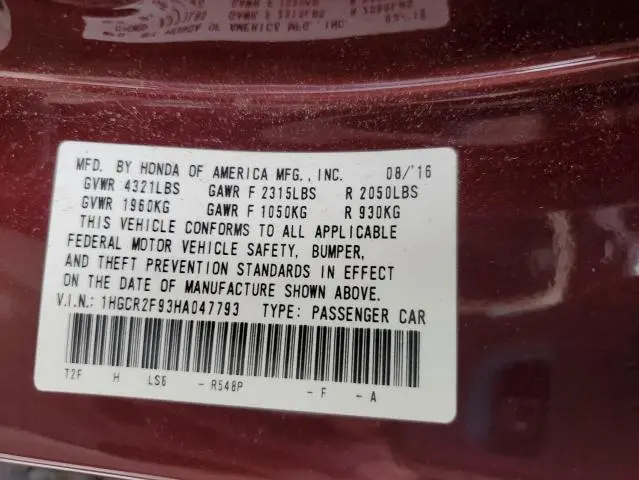 MFD. BY HONDA OF AMERICA MFG., INC. 08/'16
GVWR 4321LBS GAWR F 2315LBS R 2050LBS
GVWR 1960KG GAWR F 1050KG R 930KG
THIS VEHICLE CONFORMS TO ALL APPLICABLE
FEDERAL MOTOR VEHICLE SAFETY, BUMPER,
AND THEFT PREVENTION STANDARDS IN EFFECT
ON THE DATE OF MANUFACTURE SHOWN ABOVE.
V.I.N.: 1HGCR2F93HA047793 TYPE: PASSENGER CAR
T2F H LS6 - R548P - F - A